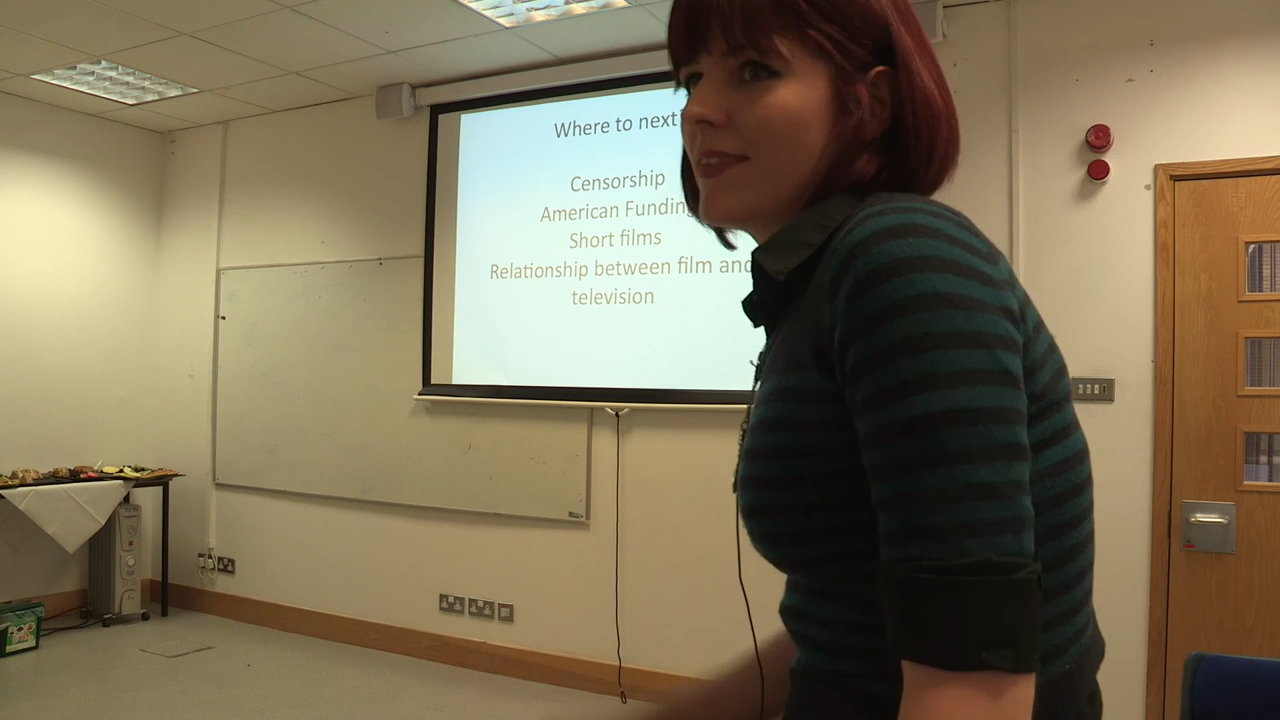 Where to next
Censorship
American Funding
Short films
Relationship between film and
television